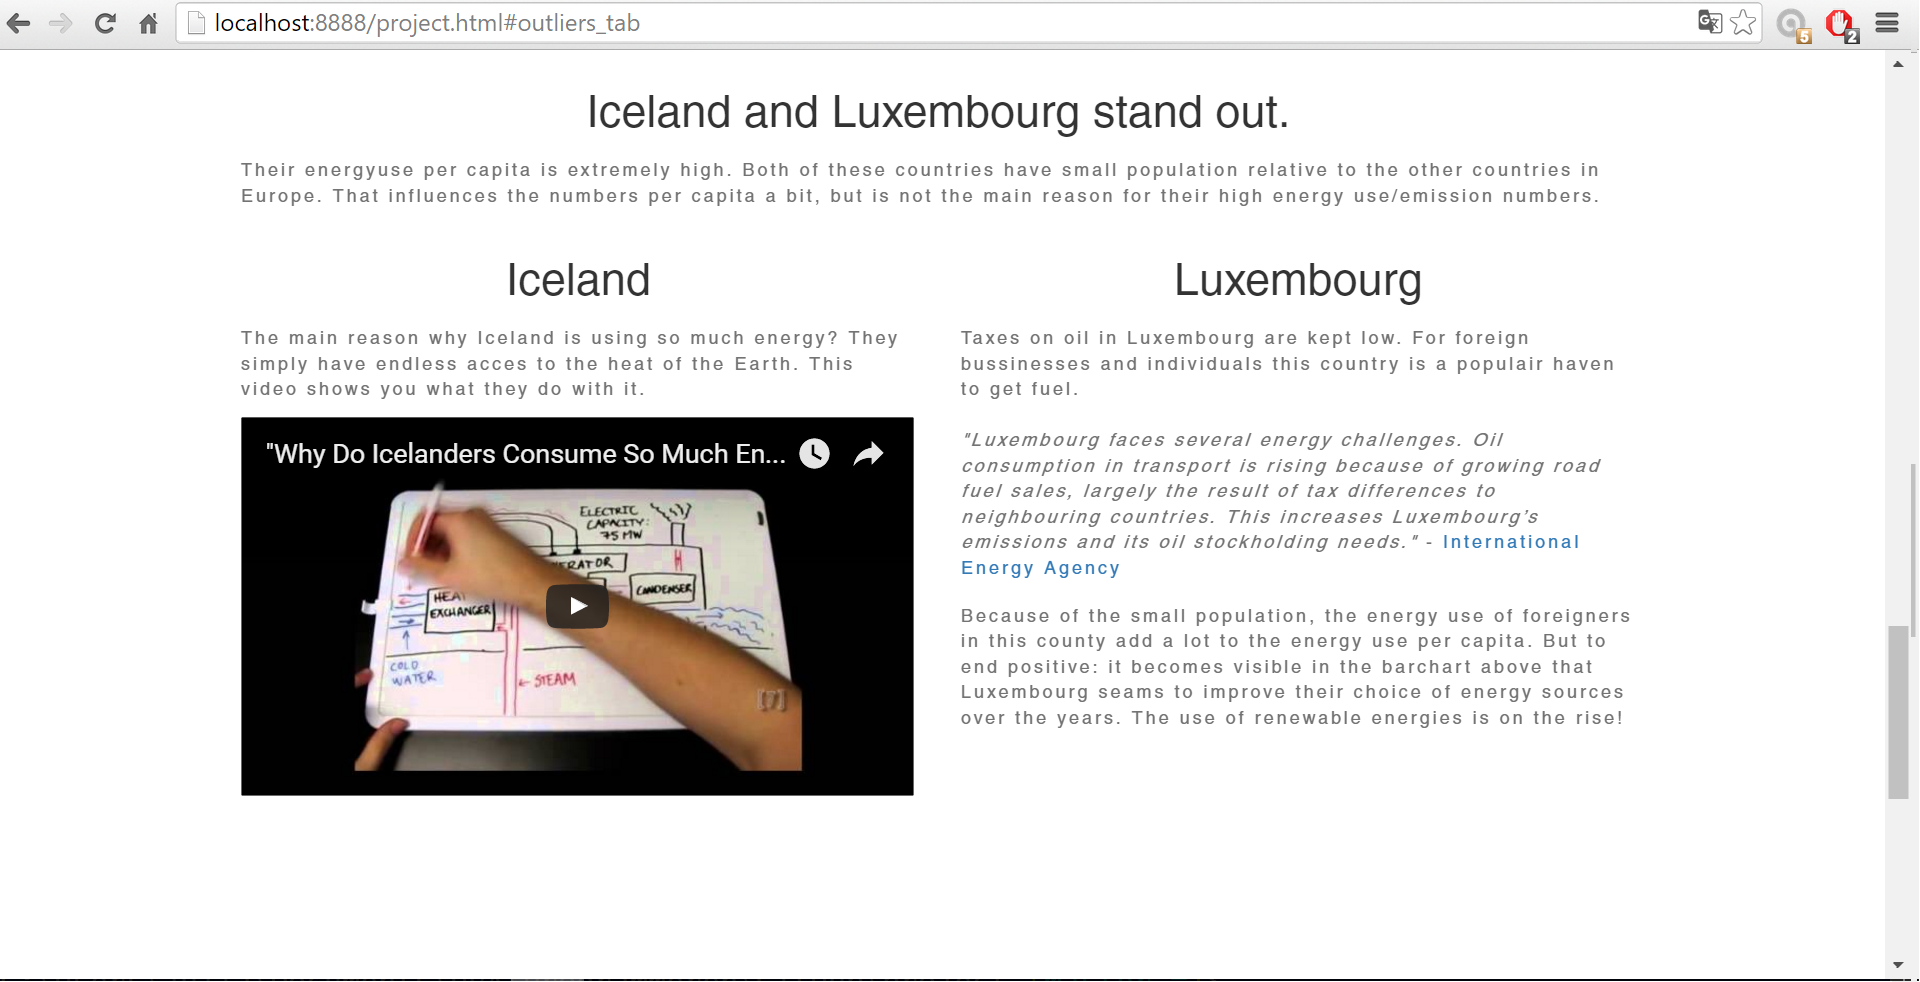 localhost:8888/project.html#outliers_tab
5
2
Iceland and Luxembourg stand out.
Their energyuse per capita is extremely high. Both of these countries have small population relative to the other countries in
Europe. That influences the numbers per capita a bit, but is not the main reason for their high energy use/emission numbers.
Iceland
The main reason why Iceland is using so much energy? They
simply have endless acces to the heat of the Earth. This
video shows you what they do with it.
"Why Do Icelanders Consume So Much En...
ELECTRIC
CAPACITY:
75 MW
ERATOR
CONDENSER
HEA
EXCHANGER
COLD
WATER
← STEAM
Luxembourg
Taxes on oil in Luxembourg are kept low. For foreign
bussinesses and individuals this country is a populair haven
to get fuel.
"Luxembourg faces several energy challenges. Oil
consumption in transport is rising because of growing road
fuel sales, largely the result of tax differences to
neighbouring countries. This increases Luxembourg's
emissions and its oil stockholding needs." - International
Energy Agency
Because of the small population, the energy use of foreigners
in this county add a lot to the energy use per capita. But to
end positive: it becomes visible in the barchart above that
Luxembourg seams to improve their choice of energy sources
over the years. The use of renewable energies is on the rise!